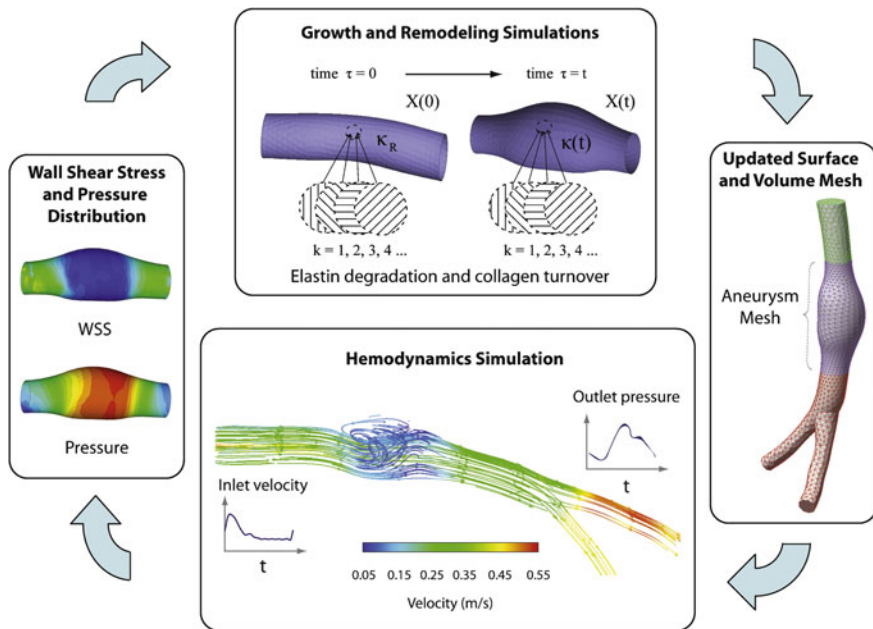 Growth and Remodeling Simulations
time τ = 0
time τ = t
X(0)
X(t)
κR
κ(t)
k = 1, 2, 3, 4 ...
k = 1, 2, 3, 4 ...
Elastin degradation and collagen turnover
Updated Surface
and Volume Mesh
Aneurysm
Mesh
Hemodynamics Simulation
Outlet pressure
t
Inlet velocity
t
0.05 0.15 0.25 0.35 0.45 0.55
Velocity (m/s)
Wall Shear Stress
and Pressure
Distribution
WSS
Pressure